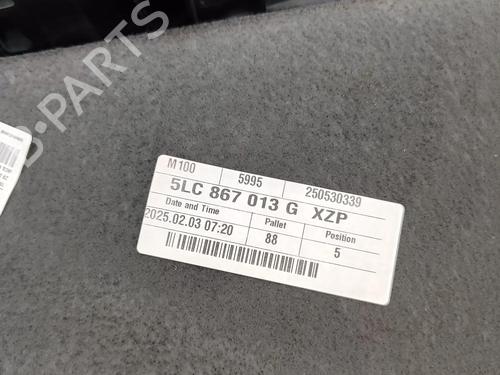 M100 5995 250530339
5LC 867 013 G XZP
Date and Time Pallet Position
2025.02.03 07:20 88 5
B-PARTS